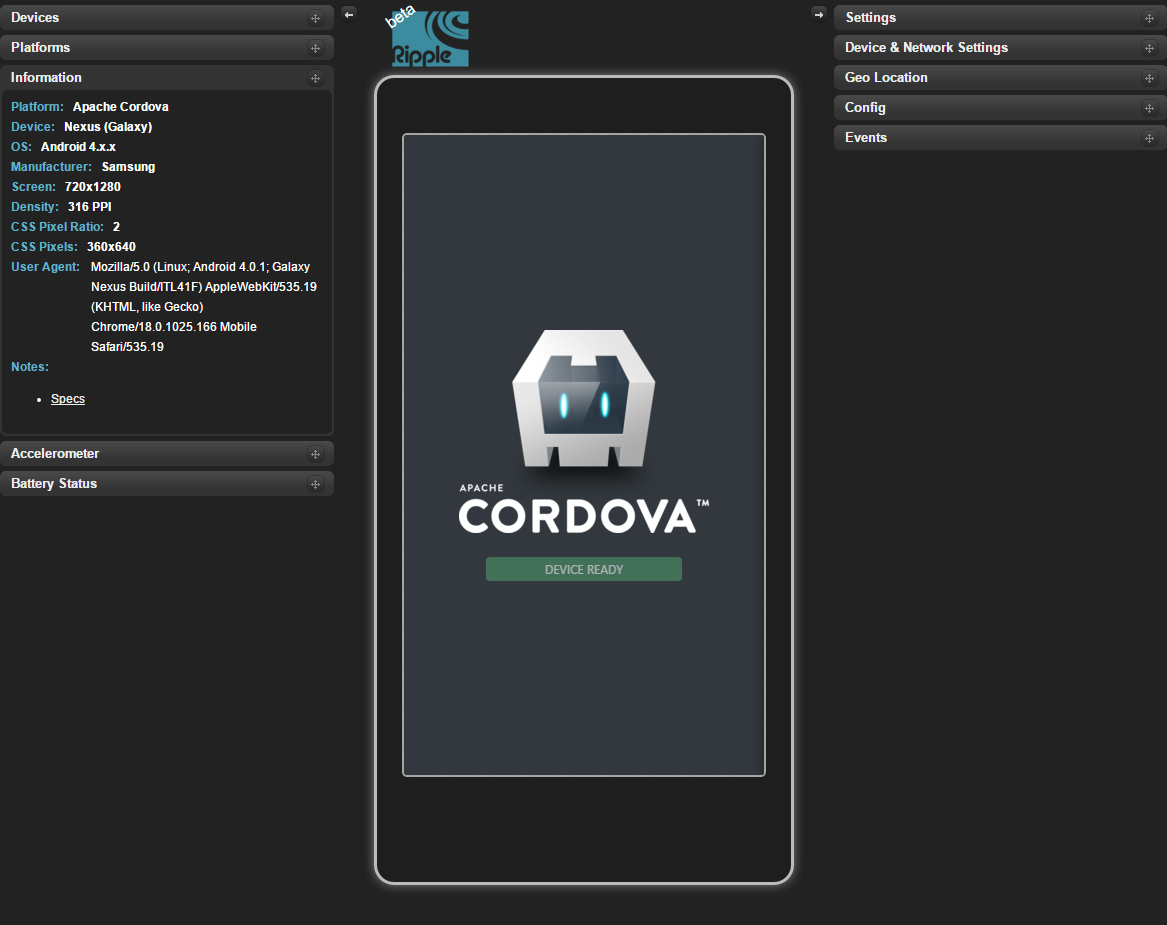 Devices
Platforms
Information
Platform: Apache Cordova
Device: Nexus (Galaxy)
OS: Android 4.x.x
Manufacturer: Samsung
Screen: 720x1280
Density: 316 PPI
CSS Pixel Ratio: 2
CSS Pixels: 360x640
User Agent: Mozilla/5.0 (Linux; Android 4.0.1; Galaxy
Nexus Build/ITL41F) AppleWebKit/535.19
(KHTML, like Gecko)
Chrome/18.0.1025.166 Mobile
Safari/535.19
Notes:
• Specs
Accelerometer
Battery Status
beta
Ripple
APACHE
CORDOVA™
DEVICE READY
Settings
Device & Network Settings
Geo Location
Config
Events